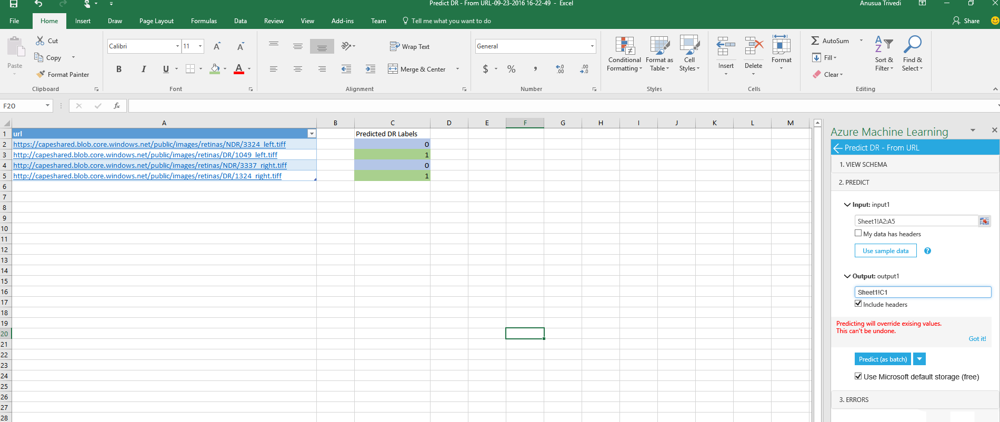 Predict DR - From URL-09-23-2016 16-22-49 - Excel
Anusua Trivedi
File Home Insert Draw Page Layout Formulas Data Review View Add-ins Team Tell me what you want to do Share
Paste
Cut
Copy
Format Painter
Clipboard
Calibri 11
B I U A
Font
Wrap Text
Merge & Center
Alignment
General
$ % , .00 .00
Number
Conditional Formatting
Format as Table
Cell Styles
Styles
Insert Delete Format
Cells
AutoSum
Fill
Clear
Sort & Filter
Find & Select
Editing
F20 fx
A B C D E F G H I J K L M
1 url Predicted DR Labels
2 https://capeshared.blob.core.windows.net/public/images/retinas/NDR/3324_left.tiff 0
3 http://capeshared.blob.core.windows.net/public/images/retinas/DR/1049_left.tiff 1
4 http://capeshared.blob.core.windows.net/public/images/retinas/NDR/3337_right.tiff 0
5 http://capeshared.blob.core.windows.net/public/images/retinas/DR/1324_right.tiff 1
6
7
8
9
10
11
12
13
14
15
16
17
18
19
20
21
22
23
24
25
26
27
28
Azure Machine Learning
Predict DR - From URL
1. VIEW SCHEMA
2. PREDICT
Input: input1
Sheet1!A2:A5
My data has headers
Use sample data ?
Output: output1
Sheet1!C1
Include headers
Predicting will override exising values.
This can't be undone.
Got it!
Predict (as batch)
Use Microsoft default storage (free)
3. ERRORS